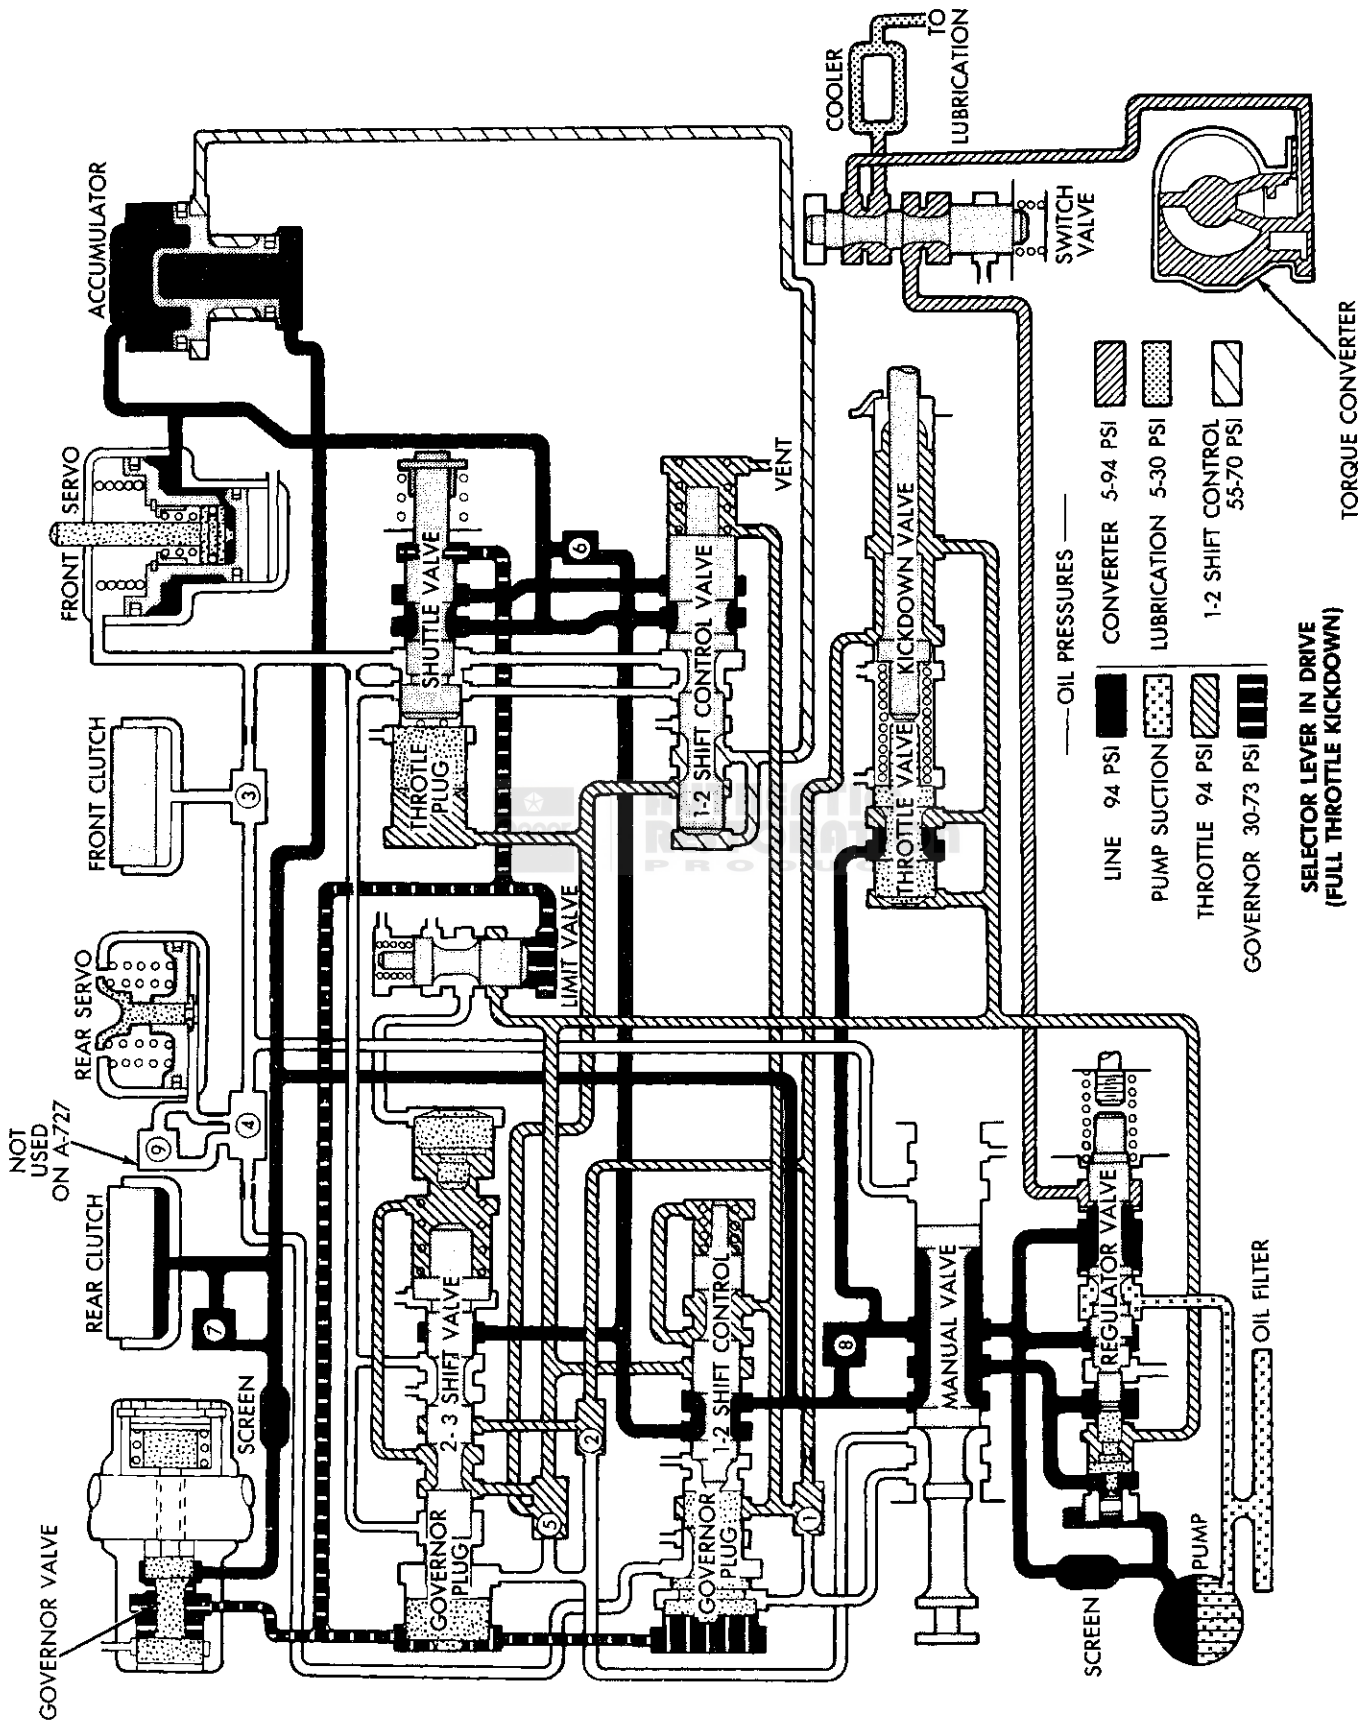 GOVERNOR VALVE
SCREEN
REAR CLUTCH
NOT
USED
ON A-727
REAR SERVO
FRONT CLUTCH
FRONT SERVO
ACCUMULATOR
7
9
4
3
GOVERNOR
PLUG
2-3 SHIFT VALVE
LIMIT VALVE
THROTLE
PLUG
SHUTTLE VALVE
5
2
6
GOVERNOR
PLUG
1-2 SHIFT CONTROL
1-2 SHIFT CONTROL VALVE
VENT
1
8
MANUAL VALVE
THROTTLE VALVE
KICKDOWN VALVE
SWITCH
VALVE
COOLER
TO
LUBRICATION
SCREEN
PUMP
REGULATOR VALVE
OIL FILTER
OIL PRESSURES
LINE 94 PSI
PUMP SUCTION
THROTTLE 94 PSI
GOVERNOR 30-73 PSI
CONVERTER 5-94 PSI
LUBRICATION 5-30 PSI
1-2 SHIFT CONTROL
55-70 PSI
TORQUE CONVERTER
SELECTOR LEVER IN DRIVE
(FULL THROTTLE KICKDOWN)